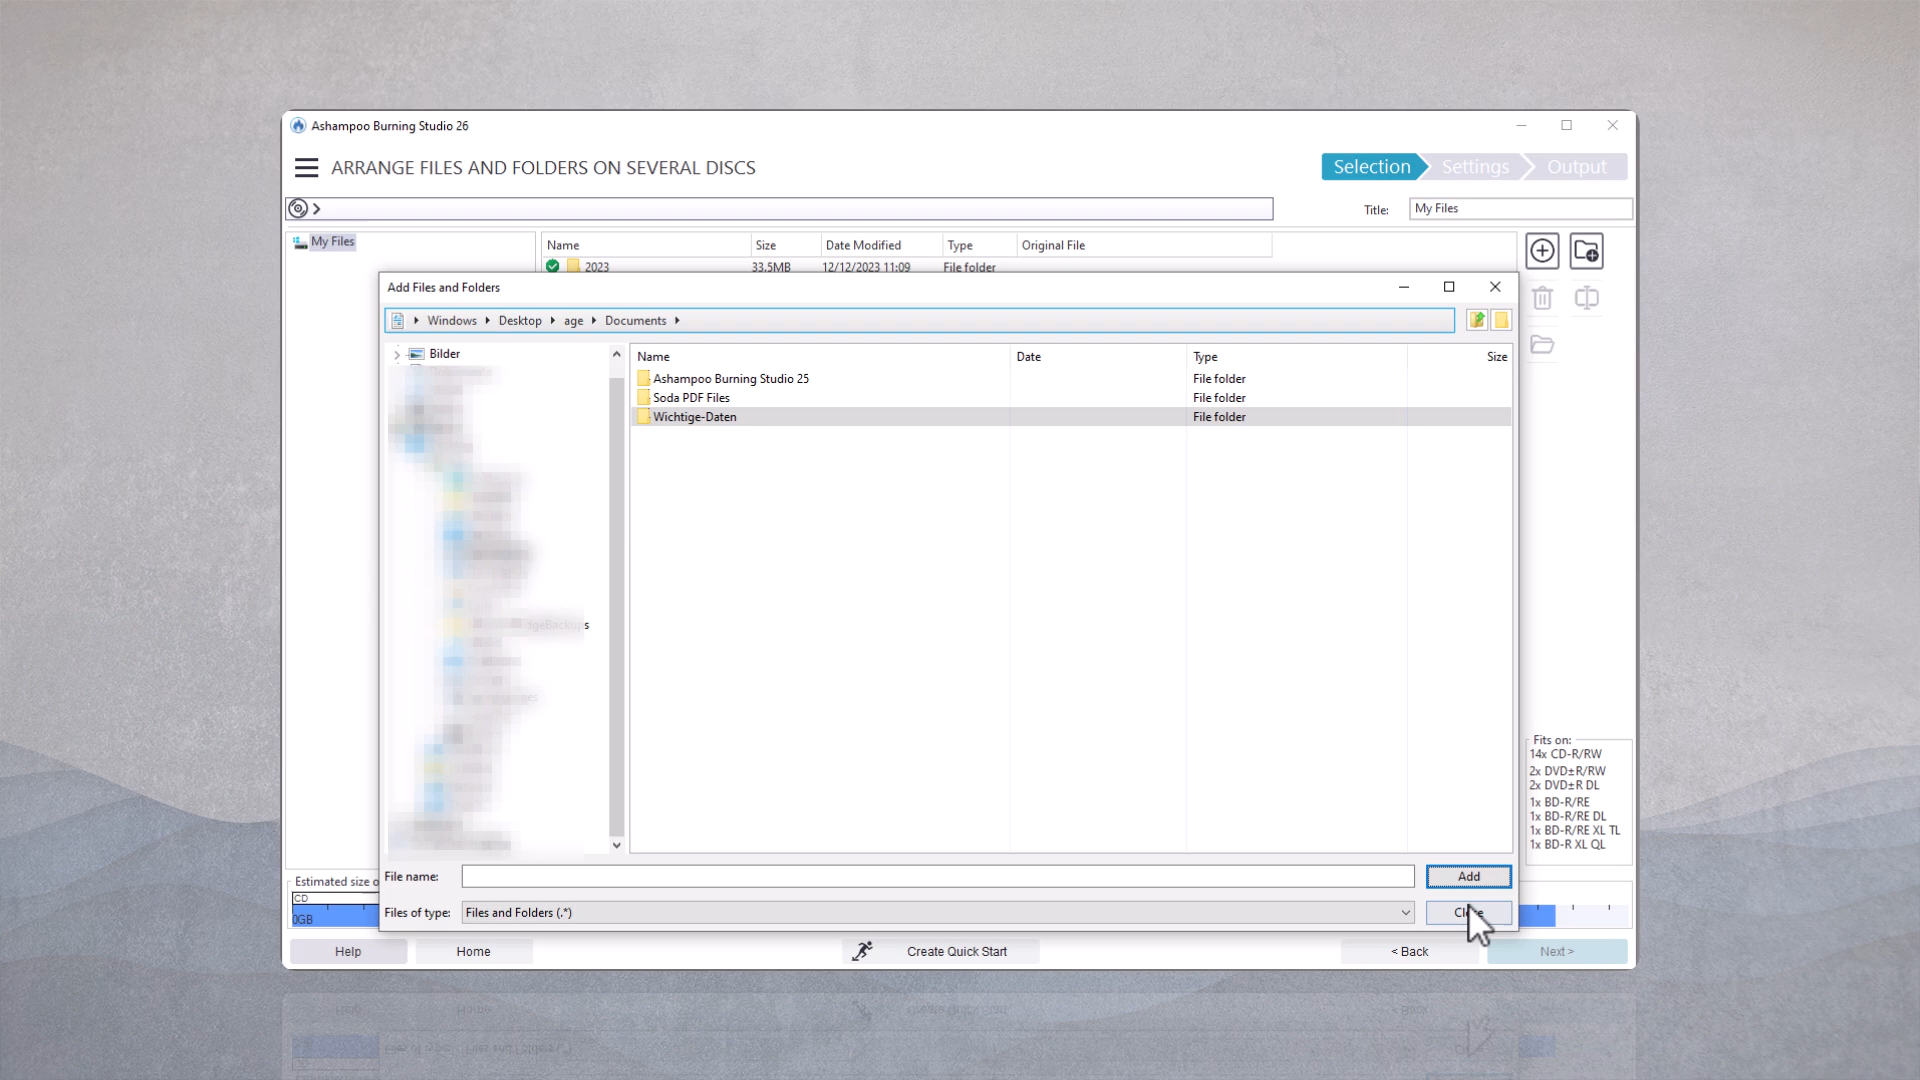 Ashampoo Burning Studio 26
ARRANGE FILES AND FOLDERS ON SEVERAL DISCS
Selection Settings Output
Title: My Files
My Files
Name Size Date Modified Type Original File
2023 33.5MB 12/12/2023 11:09 File folder
Add Files and Folders
Windows Desktop age Documents
Bilder
Name Date Type Size
Ashampoo Burning Studio 25 File folder
Soda PDF Files File folder
Wichtige-Daten File folder
Fits on:
14x CD-R/RW
2x DVD±R/RW
2x DVD±R DL
1x BD-R/RE
1x BD-R/RE DL
1x BD-R/RE XL TL
1x BD-R XL QL
File name: Add
Estimated size o
CD
0GB
Files of type: Files and Folders (.*)
Help Home Create Quick Start < Back Next >